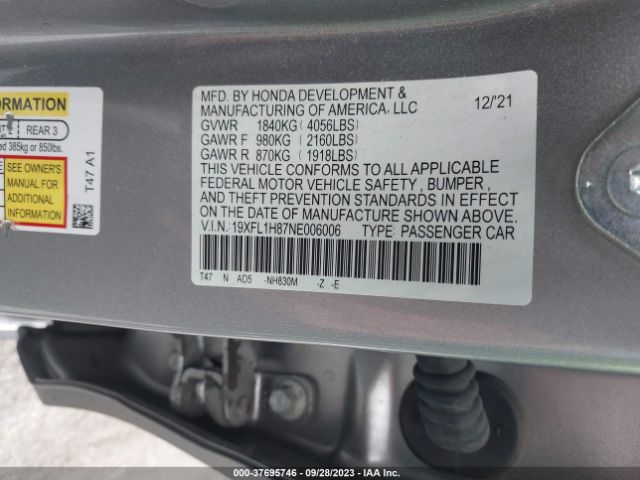 ORMATION
T 2 REAR 3
ed 385kg or 850lbs.
SEE OWNER'S
MANUAL FOR
ADDITIONAL
INFORMATION
T47 A1
MFD. BY HONDA DEVELOPMENT &
MANUFACTURING OF AMERICA, LLC 12/'21
GVWR 1840KG (4056LBS)
GAWR F 980KG (2160LBS)
GAWR R 870KG (1918LBS)
THIS VEHICLE CONFORMS TO ALL APPLICABLE
FEDERAL MOTOR VEHICLE SAFETY , BUMPER ,
AND THEFT PREVENTION STANDARDS IN EFFECT
ON THE DATE OF MANUFACTURE SHOWN ABOVE.
V.I.N.: 19XFL1H87NE006006 TYPE: PASSENGER CAR
T47 N AD5 -NH830M -Z -E
000-37695746 - 09/28/2023 - IAA Inc.